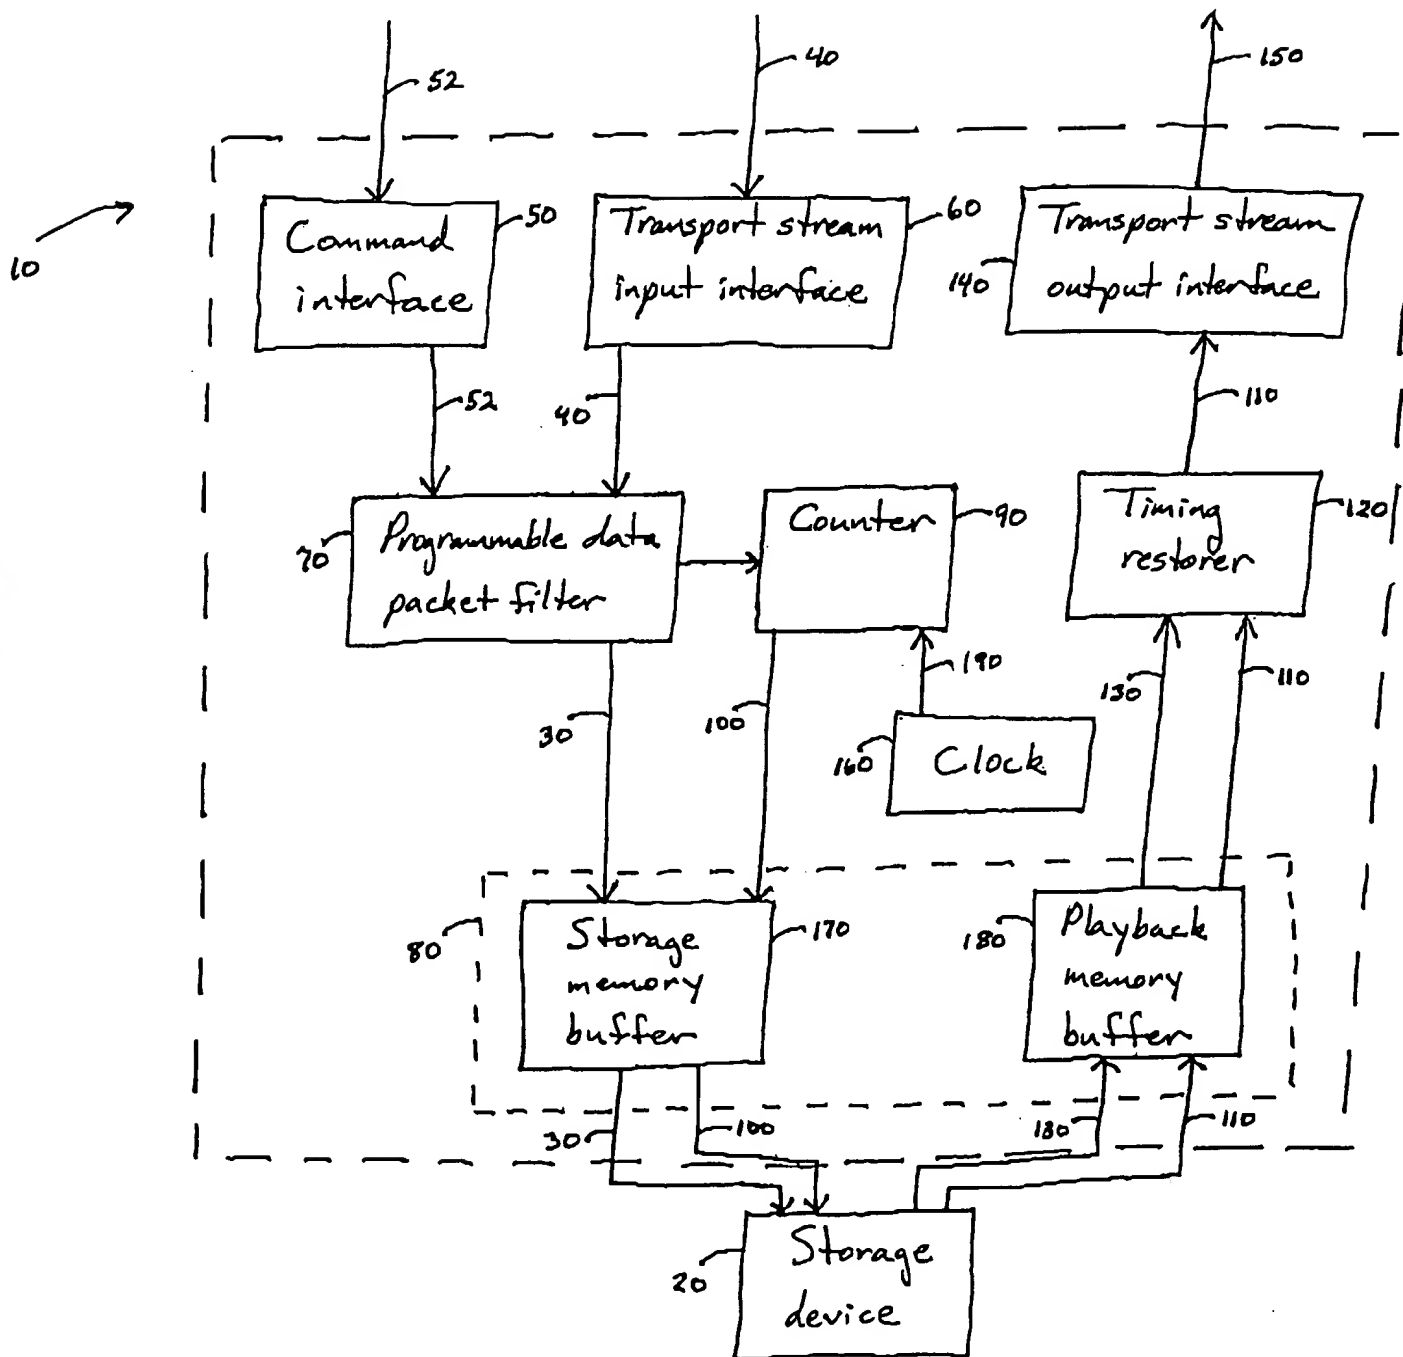 52
40
150
10
Command
interface
50
Transport stream
input interface
60
Transport stream
output interface
140
52
40
110
Programmable data
packet filter
70
Counter
90
Timing
restorer
120
30
100
190
130
110
160
Clock
80
Storage
memory
buffer
170
180
Playback
memory
buffer
30
100
130
110
20
Storage
device